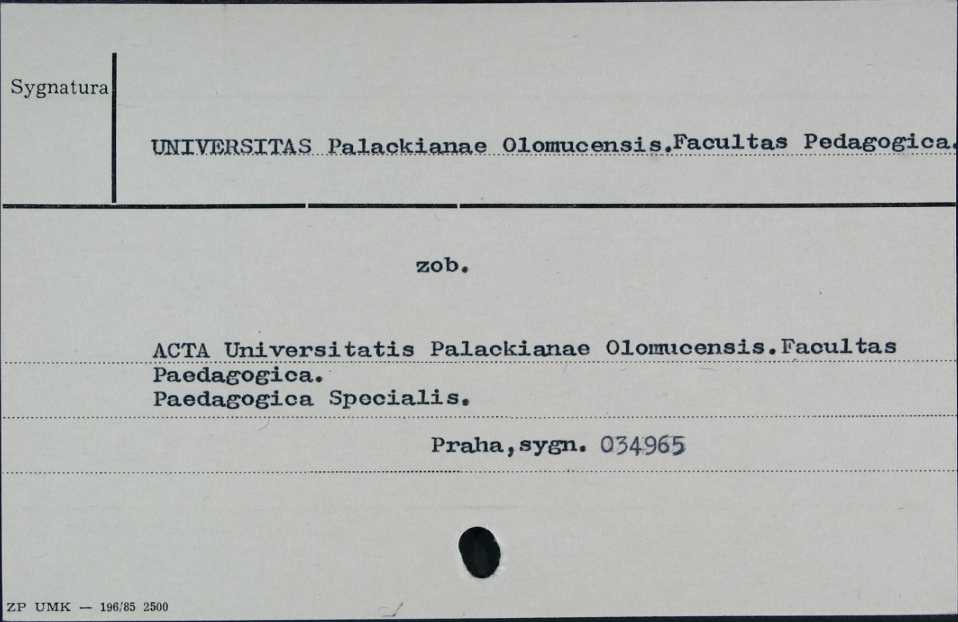 Sygnatura
UNIVERSITAS Palackianae Olomucensis.Facultas Pedagogica.
zob.
ACTA Universitatis Palackianae Olomucensis.Facultas
Paedagogica.
Paedagogica Specialis.
Praha,sygn. 034965
ZP UMK — 196/85 2500